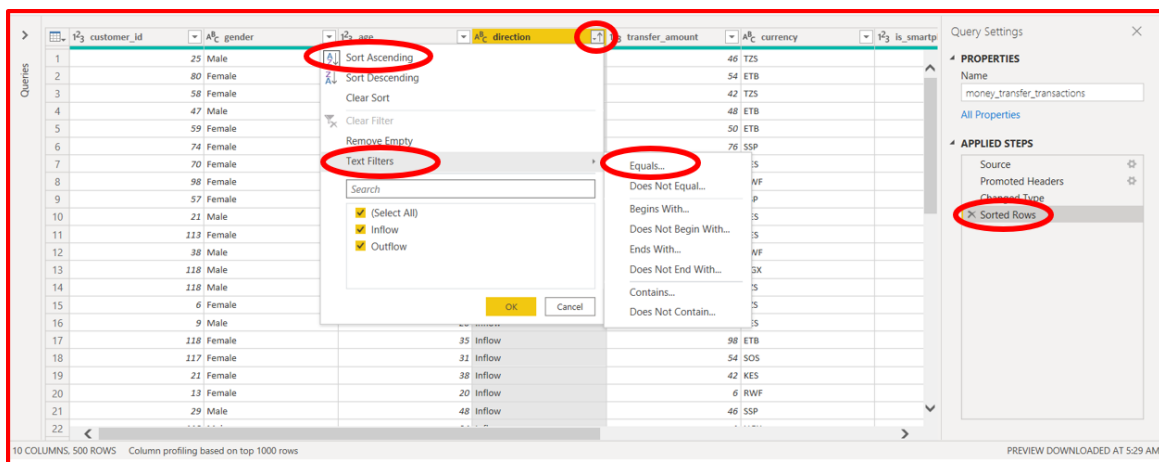 Queries
123 customer_id ABC gender 123 age ABC direction 123 transfer_amount ABC currency 123 is_smartp
1 25 Male 46 TZS
2 80 Female 54 ETB
3 58 Female 42 TZS
4 47 Male 48 ETB
5 59 Female 50 ETB
6 74 Female 76 SSP
7 70 Female
8 98 Female
9 57 Female
10 21 Male
11 113 Female
12 38 Male
13 118 Male
14 118 Male
15 6 Female
16 9 Male
17 118 Female 35 Inflow 98 ETB
18 117 Female 31 Inflow 54 SOS
19 21 Female 38 Inflow 42 KES
20 13 Female 20 Inflow 6 RWF
21 29 Male 48 Inflow 46 SSP
22
Sort Ascending
Sort Descending
Clear Sort
Clear Filter
Remove Empty
Text Filters
Search
(Select All)
Inflow
Outflow
OK Cancel
Equals...
Does Not Equal...
Begins With...
Does Not Begin With...
Ends With...
Does Not End With...
Contains...
Does Not Contain...
Query Settings
PROPERTIES
Name
money_transfer_transactions
All Properties
APPLIED STEPS
Source
Promoted Headers
Changed Type
Sorted Rows
10 COLUMNS, 500 ROWS Column profiling based on top 1000 rows PREVIEW DOWNLOADED AT 5:29 AM